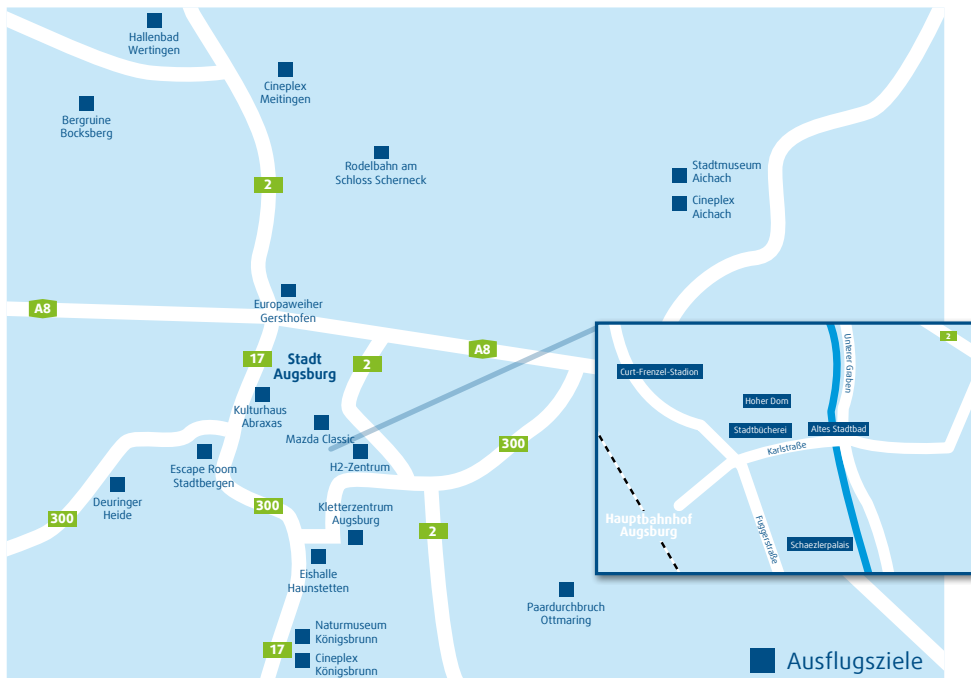 Hallenbad
Wertingen
Cineplex
Meitingen
Bergruine
Bocksberg
Rodelbahn am
Schloss Scherneck
Stadtmuseum
Aichach
Cineplex
Aichach
2
Europaweiher
Gersthofen
A8
A8
17
Stadt
Augsburg
2
Kulturhaus
Abraxas
Mazda Classic
H2-Zentrum
300
Escape Room
Stadtbergen
Deuringer
Heide
300
300
Kletterzentrum
Augsburg
2
Eishalle
Haunstetten
Paardurchbruch
Ottmaring
Naturmuseum
Königsbrunn
17
Cineplex
Königsbrunn
2
Unterer Graben
Curt-Frenzel-Stadion
Hoher Dom
Stadtbücherei
Altes Stadtbad
Karlstraße
Hauptbahnhof
Augsburg
Fuggerstraße
Schaezlerpalais
Ausflugsziele